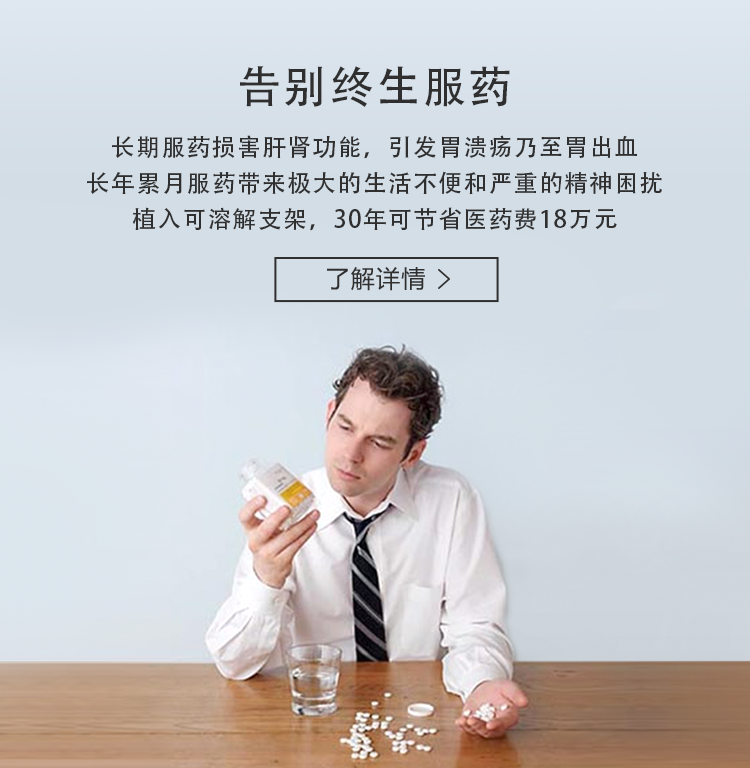 告别终生服药
长期服药损害肝肾功能，引发胃溃疡乃至胃出血
长年累月服药带来极大的生活不便和严重的精神困扰
植入可溶解支架，30年可节省医药费18万元
了解详情 >